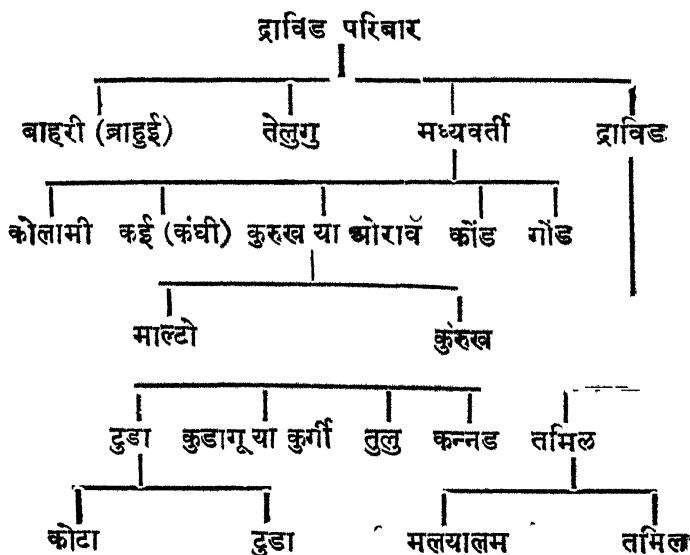 द्राविड परिबार
बाहरी (ब्राहुई) तेलुगु मध्यवर्ती द्राविड
कोलामी कई (कंघी) कुरुख या ओरावॅ कोंड गोंड
माल्टो कुरुख
टुडा कुडागू या कुर्गी तुलु कन्नड तमिल
कोटा टुडा मलयालम तमिल